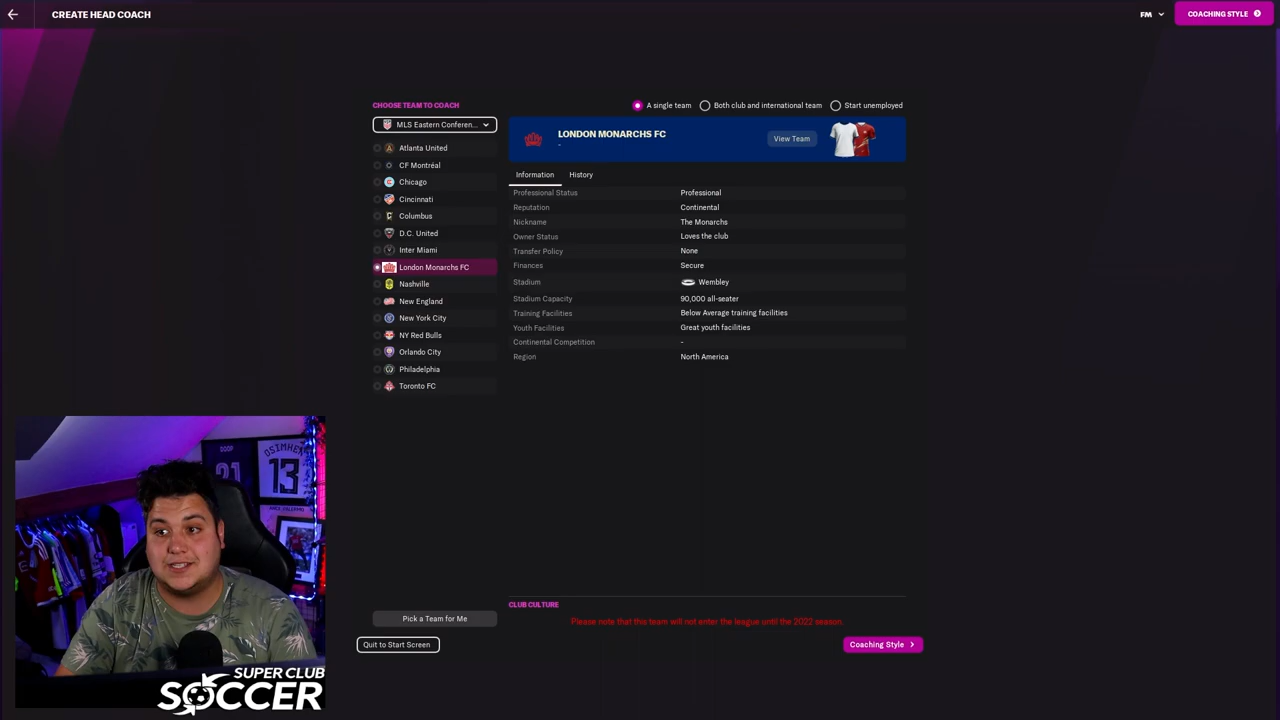 CREATE HEAD COACH
FM
COACHING STYLE
CHOOSE TEAM TO COACH
A single team
Both club and international team
Start unemployed
MLS Eastern Conferen...
LONDON MONARCHS FC
-
View Team
Atlanta United
CF Montréal
Chicago
Cincinnati
Columbus
D.C. United
Inter Miami
London Monarchs FC
Nashville
New England
New York City
NY Red Bulls
Orlando City
Philadelphia
Toronto FC
Information
History
Professional Status Professional
Reputation Continental
Nickname The Monarchs
Owner Status Loves the club
Transfer Policy None
Finances Secure
Stadium Wembley
Stadium Capacity 90,000 all-seater
Training Facilities Below Average training facilities
Youth Facilities Great youth facilities
Continental Competition -
Region North America
CLUB CULTURE
Please note that this team will not enter the league until the 2022 season.
Pick a Team for Me
Quit to Start Screen
Coaching Style
21
OSIMHEN
13
SUPER CLUB
SOCCER